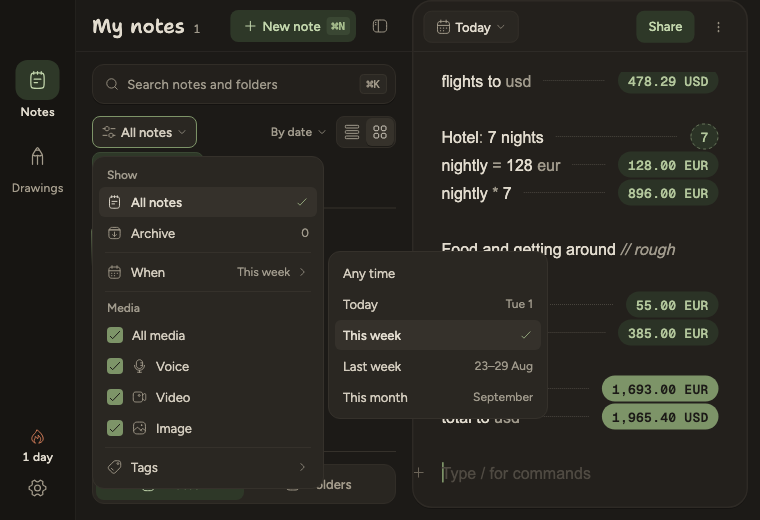 My notes 1
New note ⌘N
Today
Share
Notes
Drawings
1 day
Search notes and folders ⌘K
All notes
By date
Show
All notes
Archive 0
When This week
Media
All media
Voice
Video
Image
Tags
Any time
Today Tue 1
This week
Last week 23–29 Aug
This month September
flights to usd 478.29 USD
Hotel: 7 nights 7
nightly = 128 eur 128.00 EUR
nightly * 7 896.00 EUR
Food and getting around // rough
55.00 EUR
385.00 EUR
1,693.00 EUR
total to usd 1,965.40 USD
Type / for commands